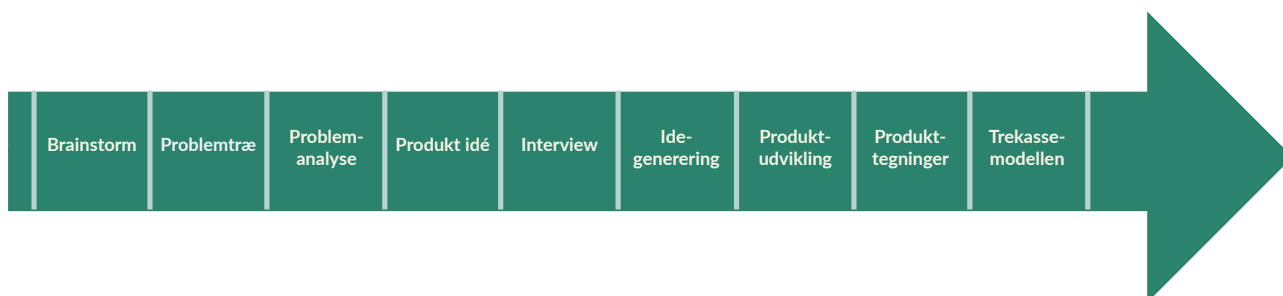 Brainstorm
Problemtræ
Problem-
analyse
Produkt idé
Interview
Ide-
generering
Produkt-
udvikling
Produkt-
tegninger
Trekasse-
modellen